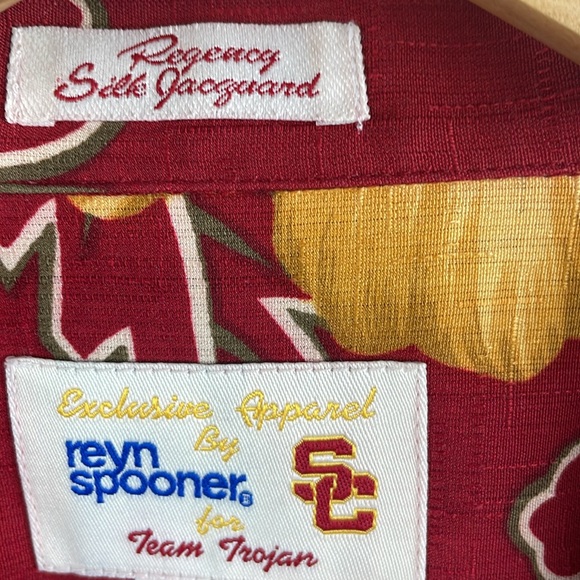 Regency
Silk Jacquard
Exclusive Apparel
By
reyn
spooner®
SC
for
Team Trojan